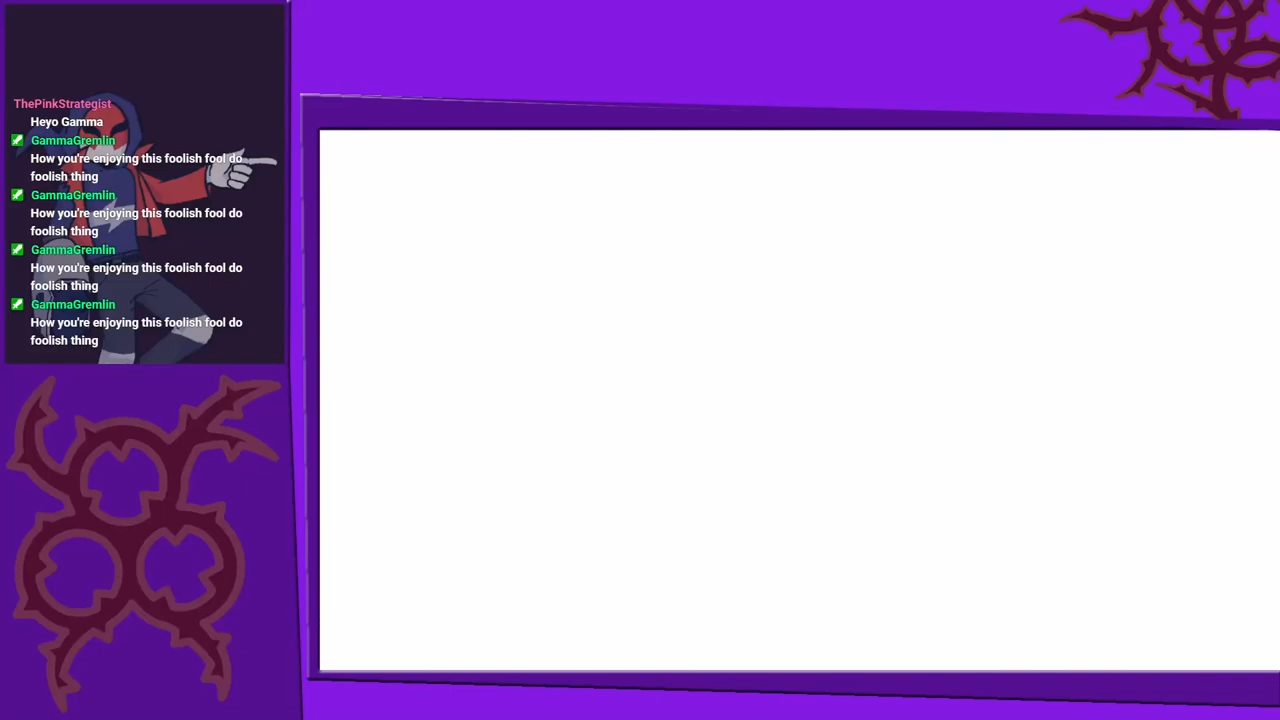 ThePinkStrategist
Heyo Gamma
GammaGremlin
How you're enjoying this foolish fool do
foolish thing
GammaGremlin
How you're enjoying this foolish fool do
foolish thing
GammaGremlin
How you're enjoying this foolish fool do
foolish thing
GammaGremlin
How you're enjoying this foolish fool do
foolish thing